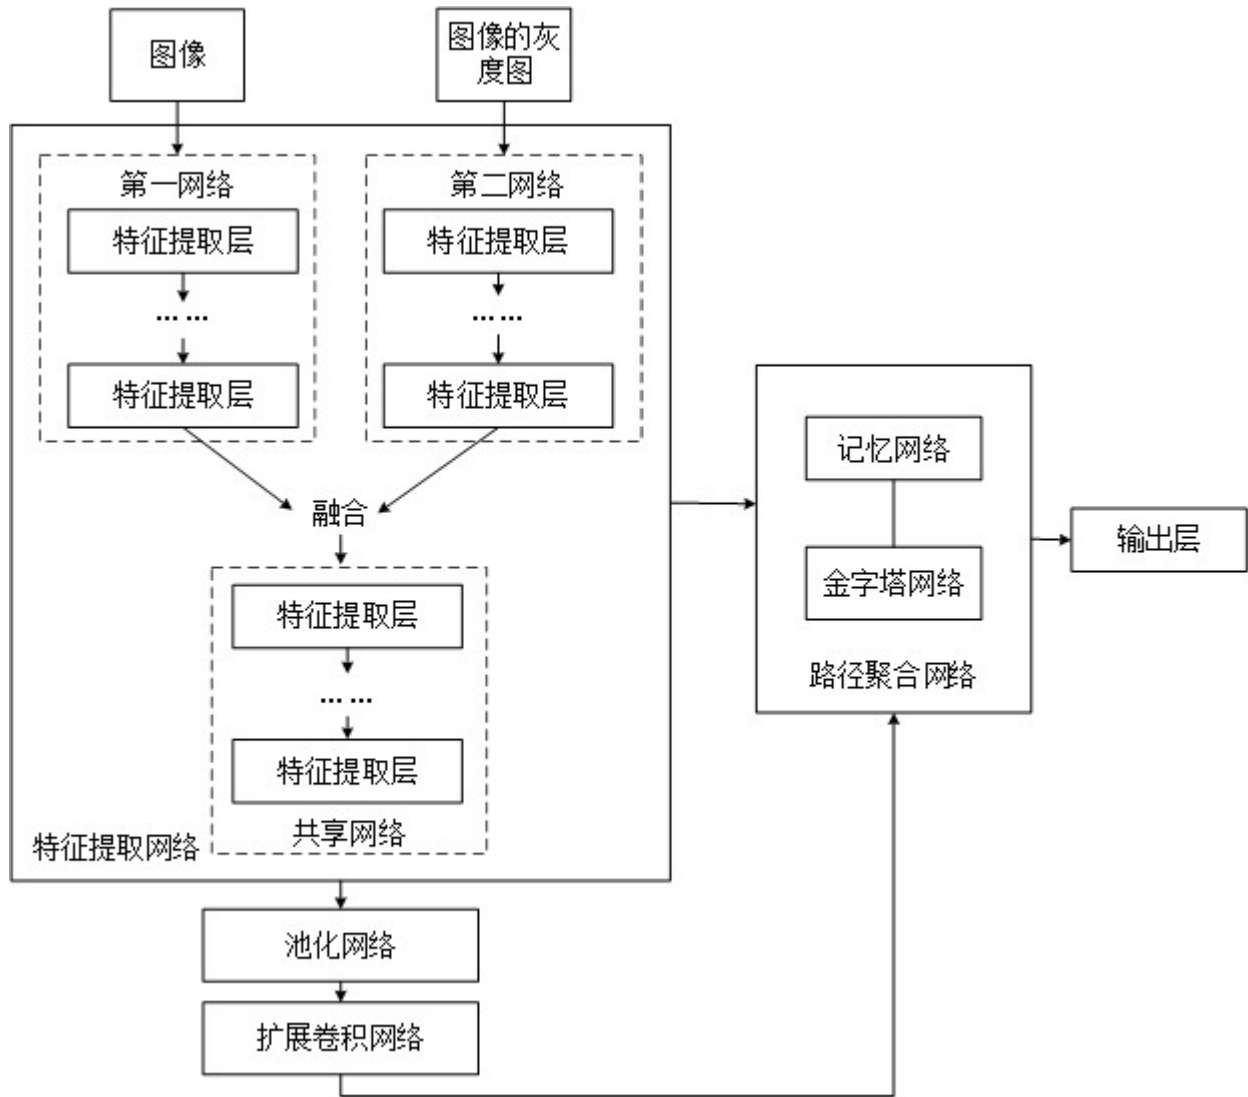 图像
图像的灰
度图
第一网络
第二网络
特征提取层
特征提取层
……
……
特征提取层
特征提取层
融合
特征提取层
……
特征提取层
共享网络
特征提取网络
池化网络
扩展卷积网络
记忆网络
金字塔网络
路径聚合网络
输出层